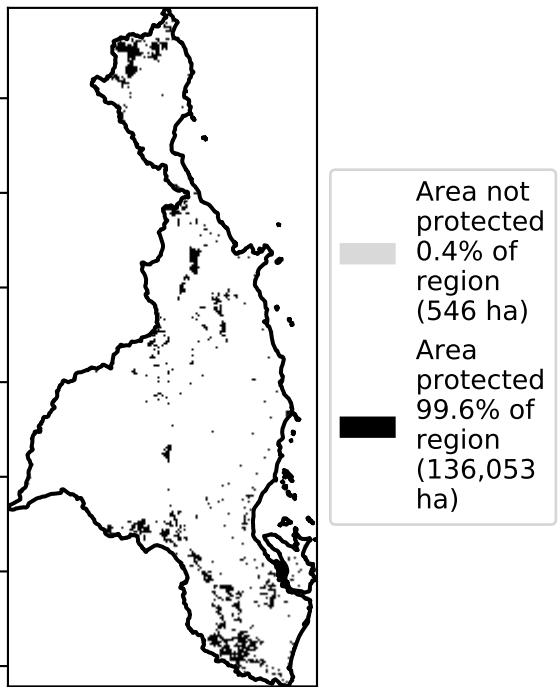 Area not
protected
0.4% of
region
(546 ha)
Area
protected
99.6% of
region
(136,053
ha)